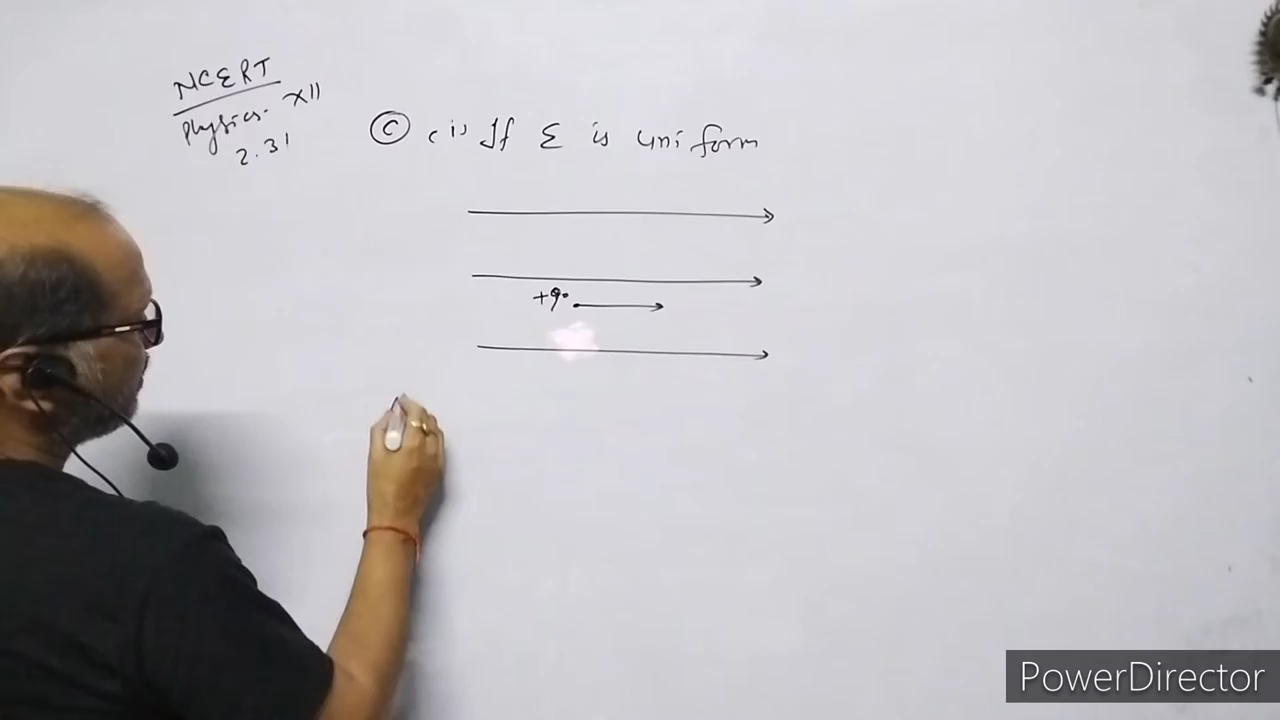 NCERT
Physics- XII
2.31
(C) (i) If E is uniform
+q•
PowerDirector